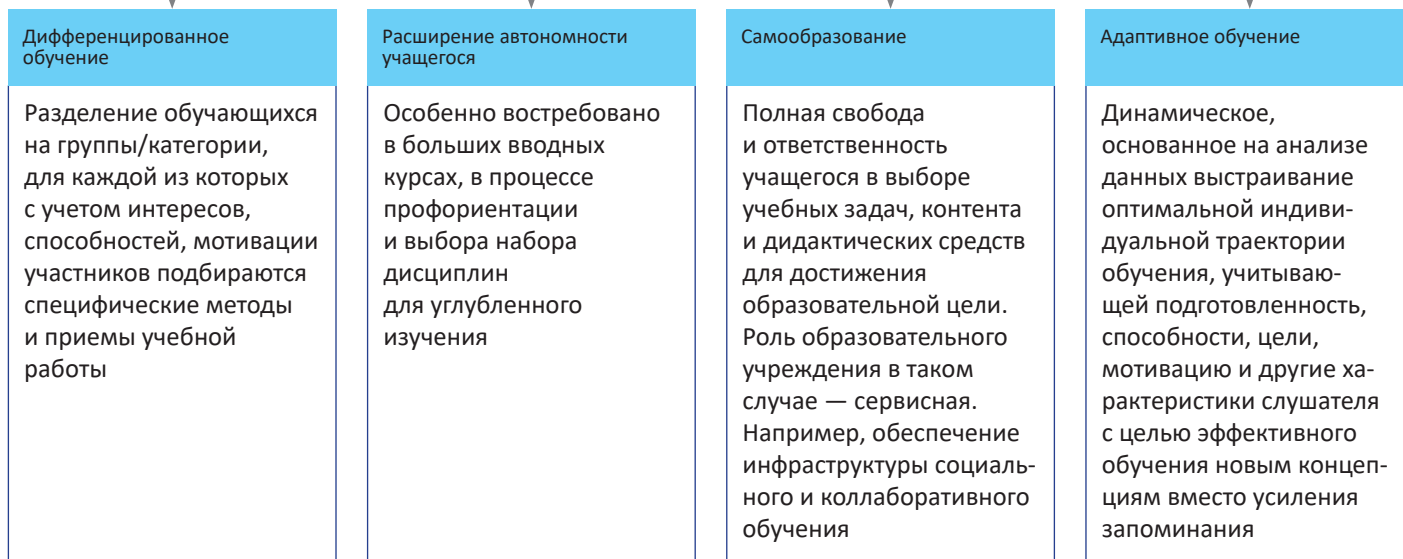 Дифференцированное
обучение
Разделение обучающихся
на группы/категории,
для каждой из которых
с учетом интересов,
способностей, мотивации
участников подбираются
специфические методы
и приемы учебной
работы
Расширение автономности
учащегося
Особенно востребовано
в больших вводных
курсах, в процессе
профориентации
и выбора набора
дисциплин
для углубленного
изучения
Самообразование
Полная свобода
и ответственность
учащегося в выборе
учебных задач, контента
и дидактических средств
для достижения
образовательной цели.
Роль образовательного
учреждения в таком
случае — сервисная.
Например, обеспечение
инфраструктуры социаль-
ного и коллаборативного
обучения
Адаптивное обучение
Динамическое,
основанное на анализе
данных выстраивание
оптимальной индиви-
дуальной траектории
обучения, учитываю-
щей подготовленность,
способности, цели,
мотивацию и другие ха-
рактеристики слушателя
с целью эффективного
обучения новым концеп-
циям вместо усиления
запоминания